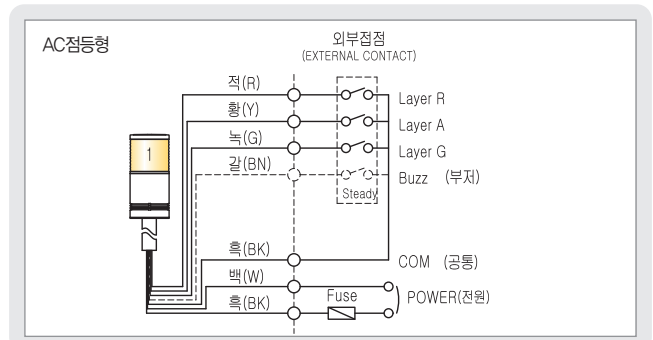 AC점등형
외부접점
(EXTERNAL CONTACT)
적(R)
Layer R
황(Y)
Layer A
녹(G)
Layer G
갈(BN)
Buzz (부저)
Steady
1
흑(BK)
COM (공통)
백(W)
POWER(전원)
흑(BK)
Fuse